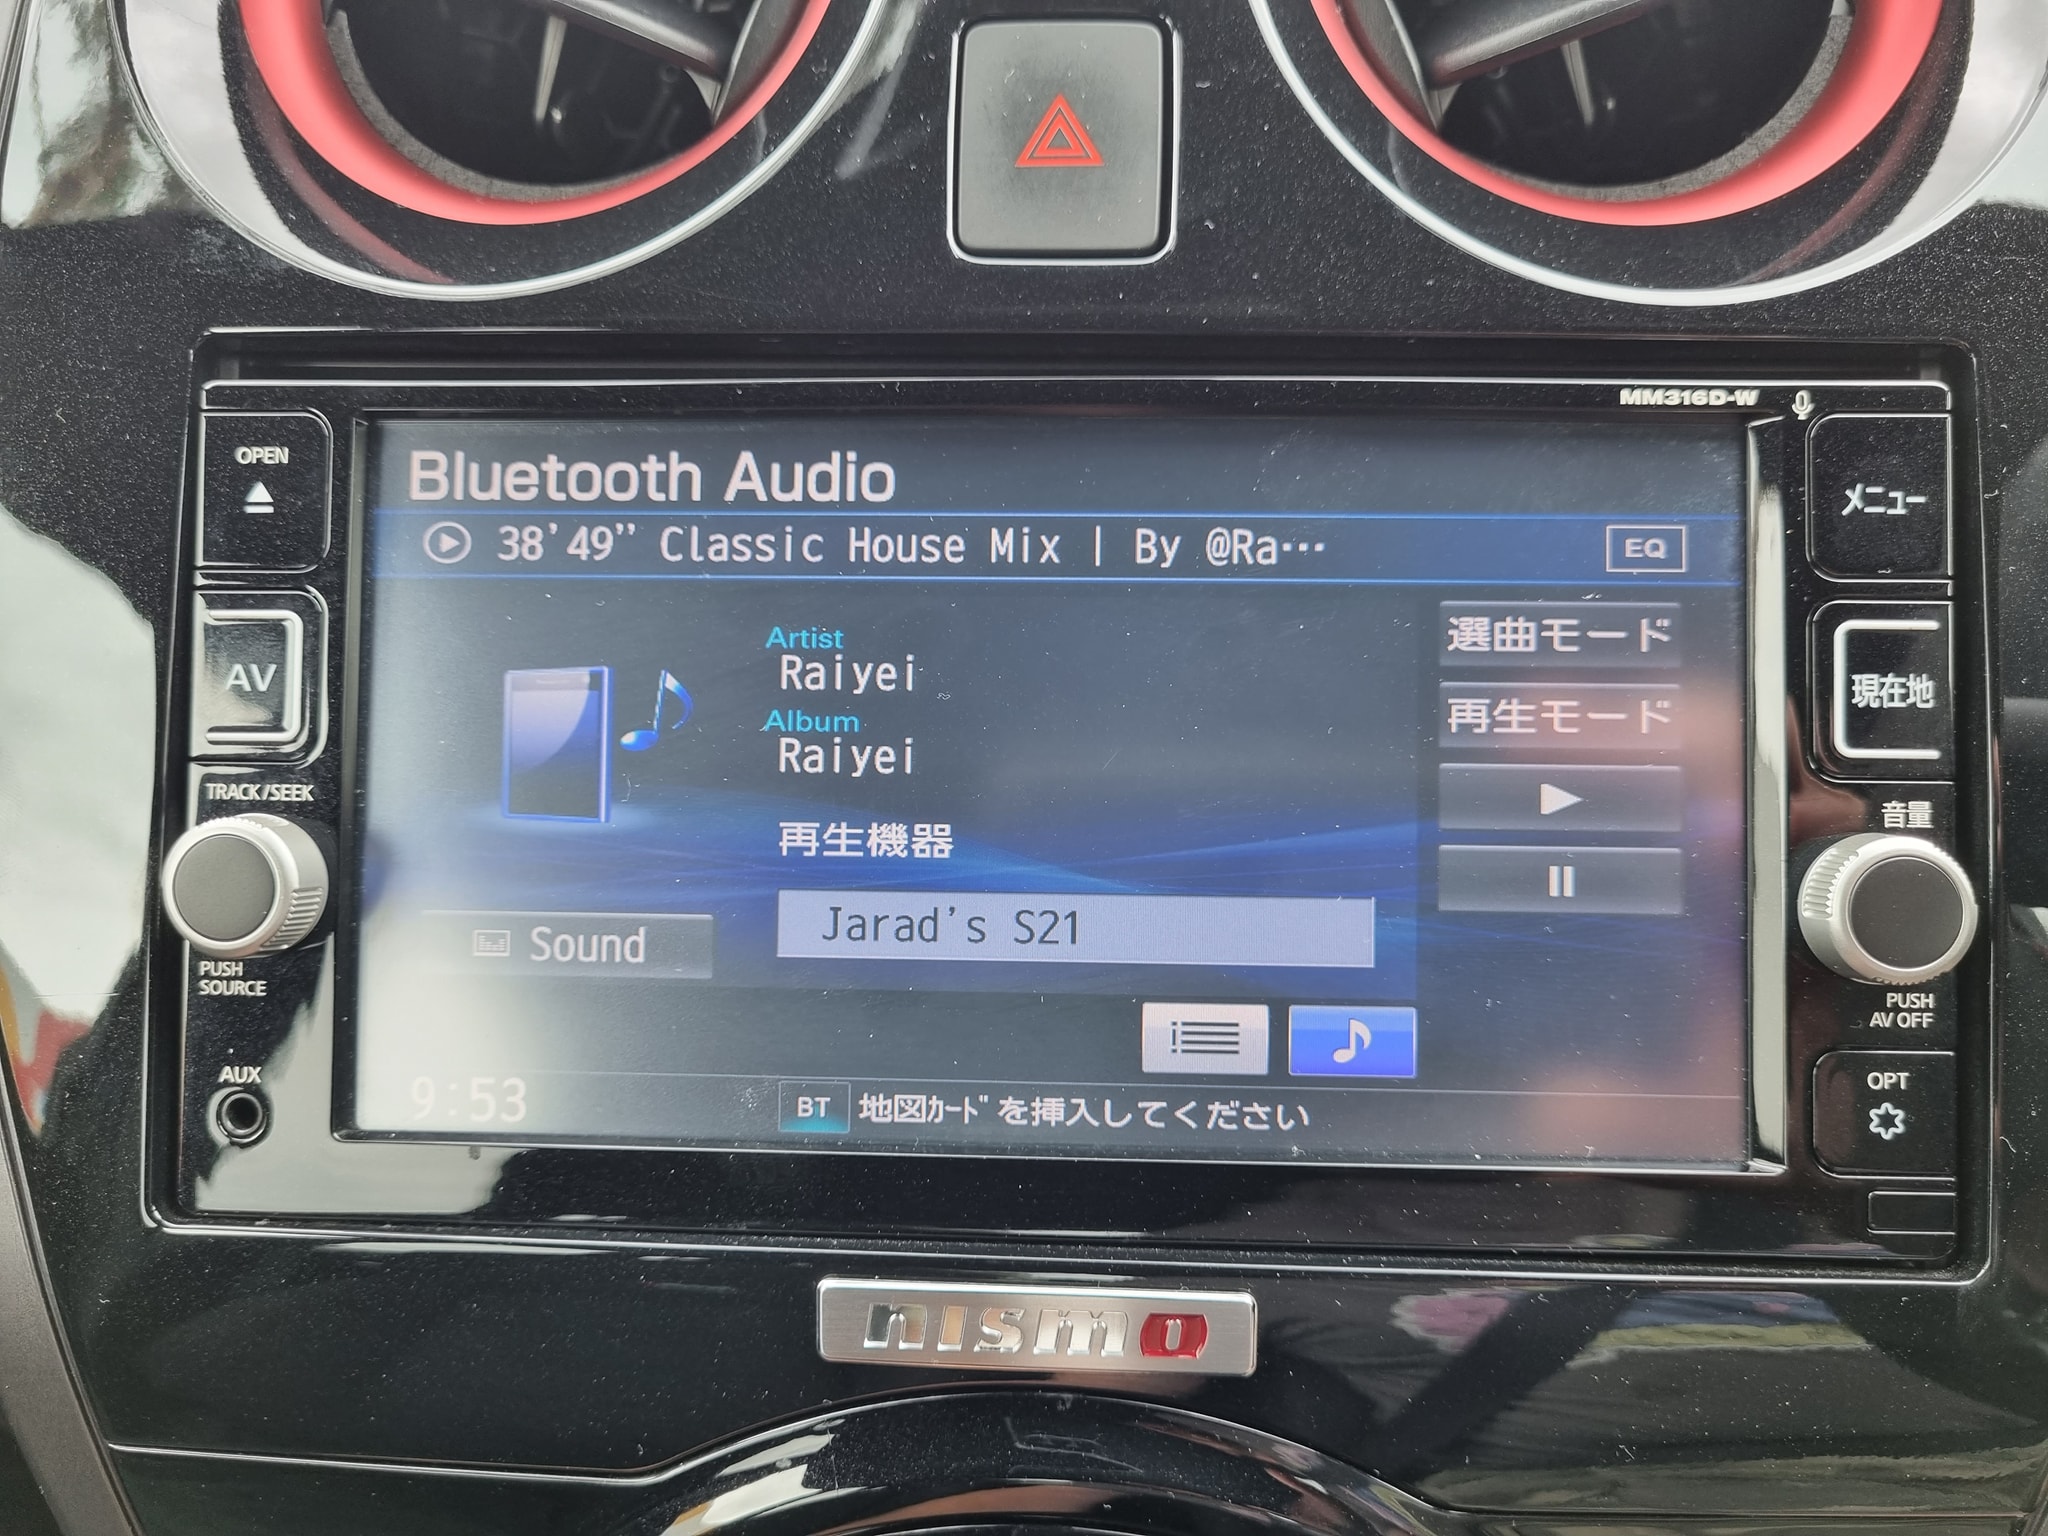 MM316D-W
OPEN
Bluetooth Audio
メニュー
38'49" Classic House Mix | By @Ra…
EQ
Artist
Raiyei
選曲モード
AV
現在地
Album
Raiyei
再生モード
TRACK/SEEK
音量
再生機器
Jarad's S21
Sound
PUSH
SOURCE
PUSH
AV OFF
AUX
OPT
9:53
BT 地図ｶｰﾄﾞを挿入してください
nismo